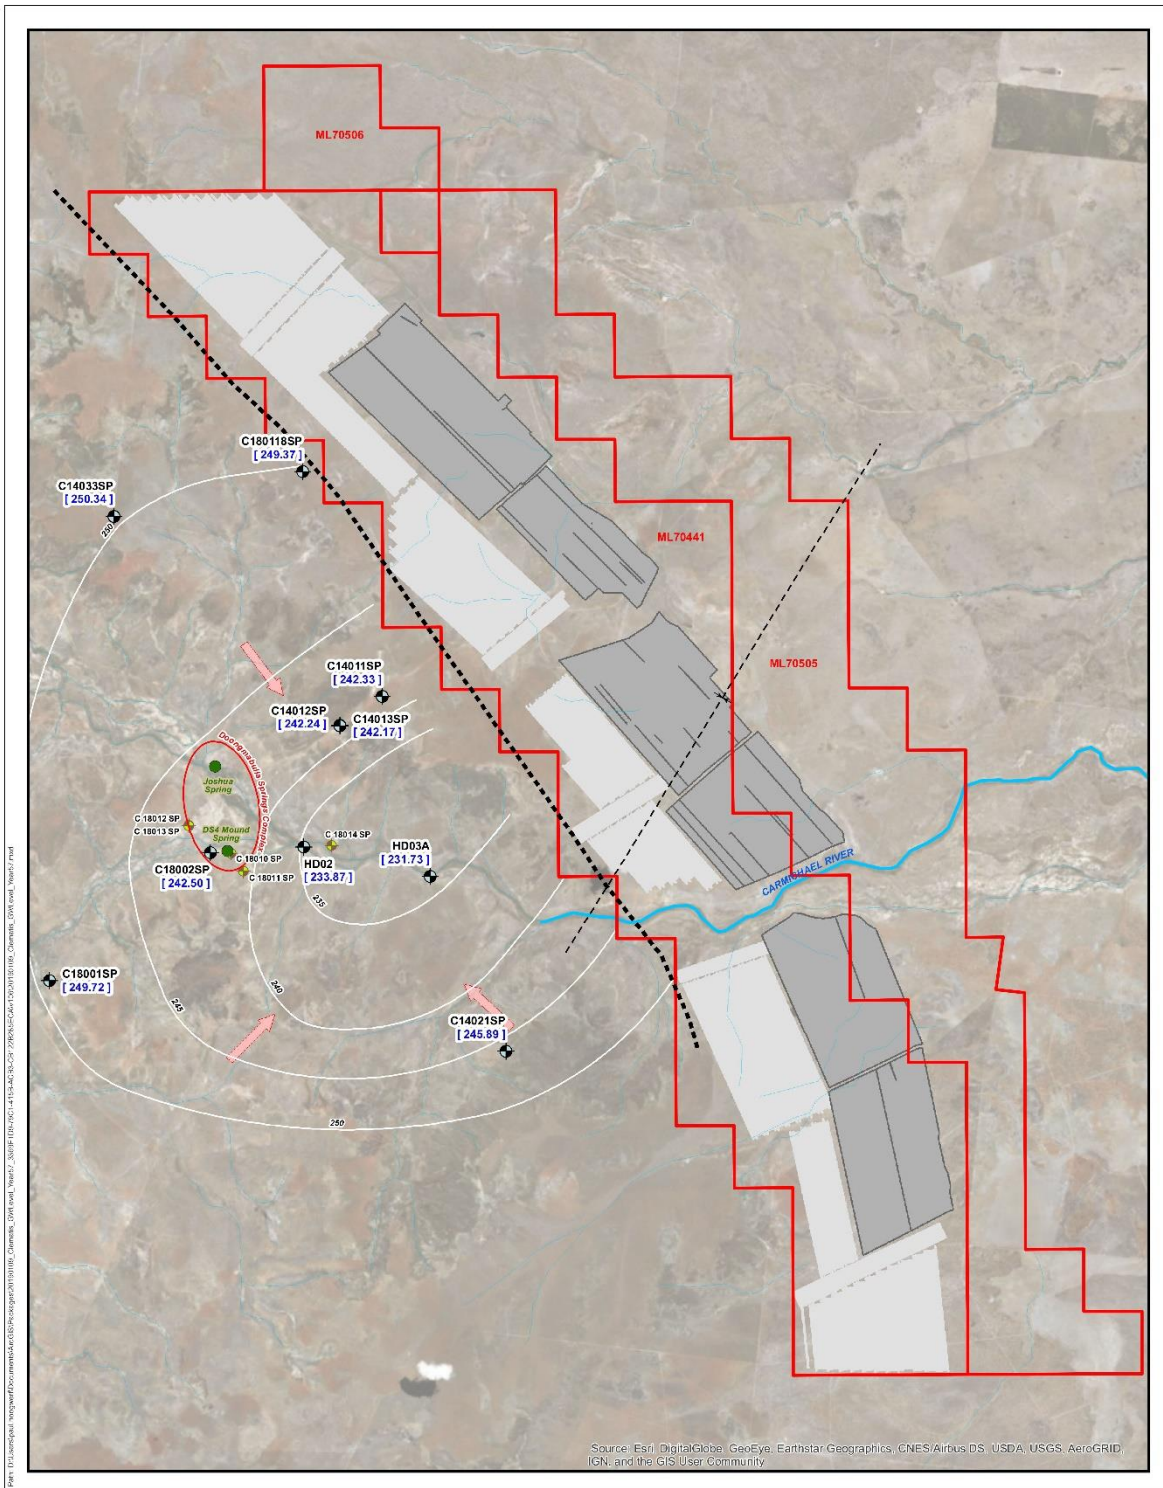 ML70506
C180118SP
[ 249.37 ]
C14033SP
[ 250.34 ]
250
ML70441
ML70505
C14011SP
[ 242.33 ]
C14012SP
[ 242.24 ]
C14013SP
[ 242.17 ]
Doongmabulla Springs Complex
Joshua
Spring
C 18012 SP
C 18013 SP
DS4 Mound
Spring
C 18014 SP
C 18010 SP
C 18011 SP
C18002SP
[ 242.50 ]
HD02
[ 233.87 ]
HD03A
[ 231.73 ]
235
CARMICHAEL RIVER
C18001SP
[ 249.72 ]
240
245
C14021SP
[ 245.89 ]
250
Source: Esri, DigitalGlobe, GeoEye, Earthstar Geographics, CNES/Airbus DS, USDA, USGS, AeroGRID,
IGN, and the GIS User Community